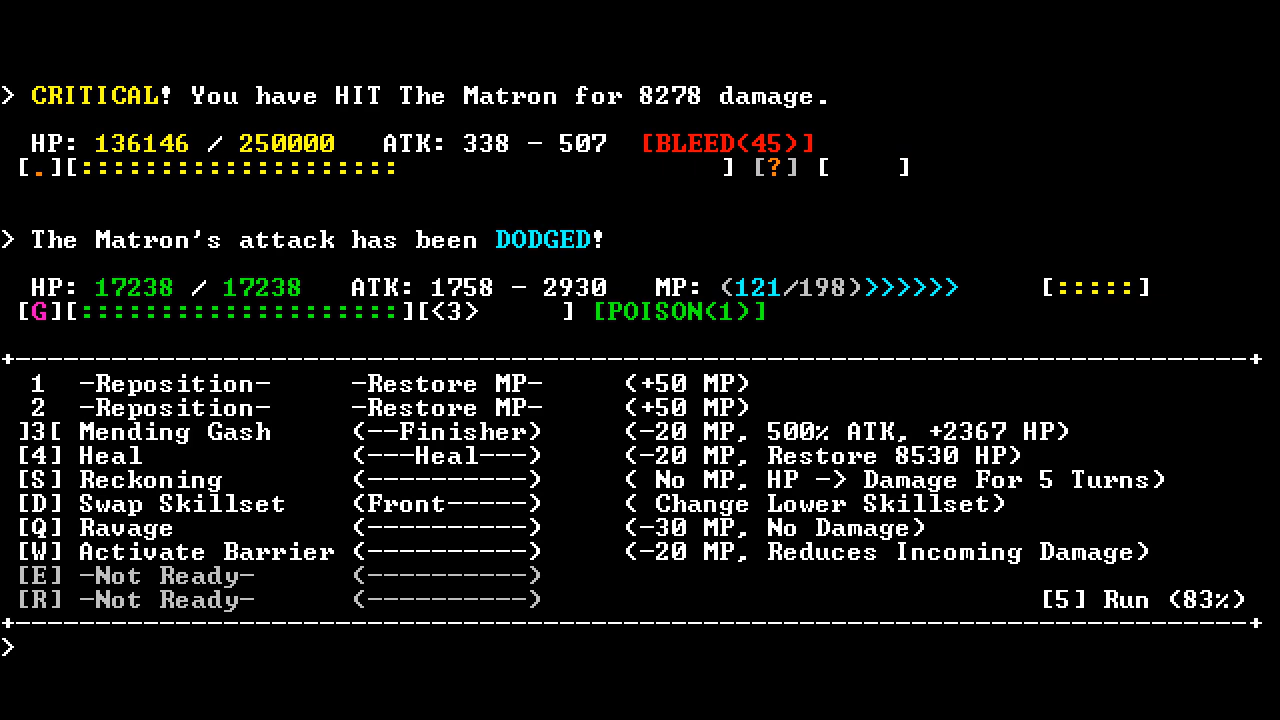 > CRITICAL! You have HIT The Matron for 8278 damage.
HP: 136146 / 250000   ATK: 338 - 507  [BLEED(45)]
[.][::::::::::::::::::::                    ] [?] [    ]
> The Matron's attack has been DODGED!
HP: 17238 / 17238   ATK: 1758 - 2930   MP: (121/198)>>>>>>     [:::::]
[G][::::::::::::::::::::][<3>     ] [POISON(1)]
+-----------------------------------------------------------------------------+
1  -Reposition-     -Restore MP-     (+50 MP)
2  -Reposition-     -Restore MP-     (+50 MP)
]3[ Mending Gash     (--Finisher)     (-20 MP, 500% ATK, +2367 HP)
[4] Heal             (---Heal---)     (-20 MP, Restore 8530 HP)
[S] Reckoning        (----------)     ( No MP, HP -> Damage For 5 Turns)
[D] Swap Skillset    (Front-----)     ( Change Lower Skillset)
[Q] Ravage           (----------)     (-30 MP, No Damage)
[W] Activate Barrier (----------)     (-20 MP, Reduces Incoming Damage)
[E] -Not Ready-      (----------)
[R] -Not Ready-      (----------)                               [5] Run (83%)
+-----------------------------------------------------------------------------+
>